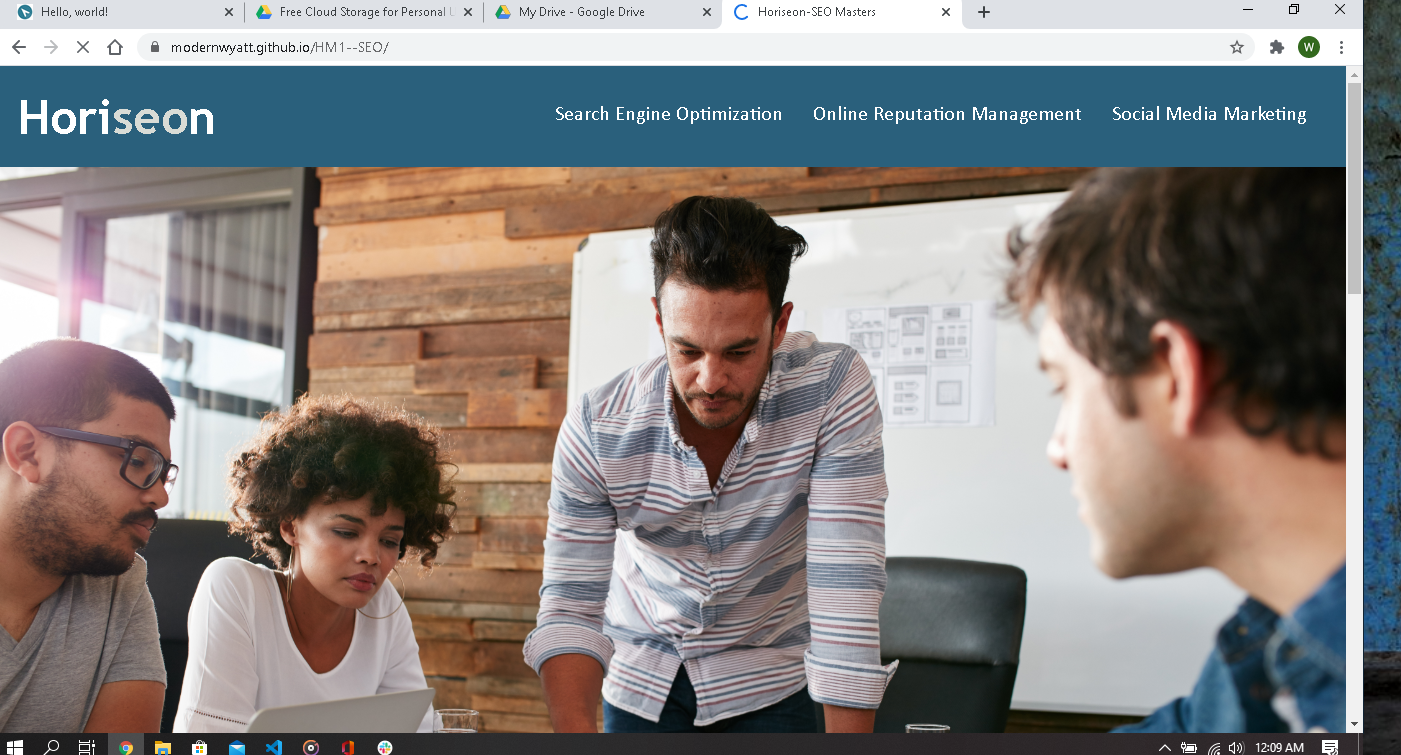 Hello, world!
Free Cloud Storage for Personal
My Drive - Google Drive
Horiseon-SEO Masters
modernwyatt.github.io/HM1--SEO/
W
Horiseon
Search Engine Optimization
Online Reputation Management
Social Media Marketing
12:09 AM